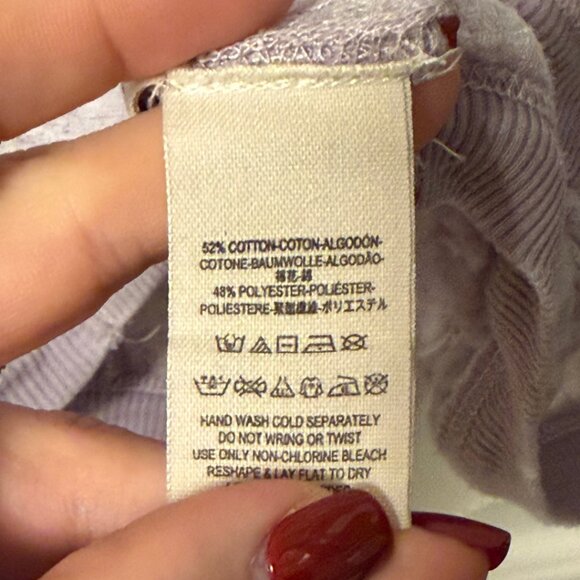 52% COTTON-COTON-ALGODÓN-
COTONE-BAUMWOLLE-ALGODÃO-
棉花-綿
48% POLYESTER-POLIÉSTER-
POLIESTERE-聚酯纖維-ポリエステル
HAND WASH COLD SEPARATELY
DO NOT WRING OR TWIST
USE ONLY NON-CHLORINE BLEACH
RESHAPE & LAY FLAT TO DRY